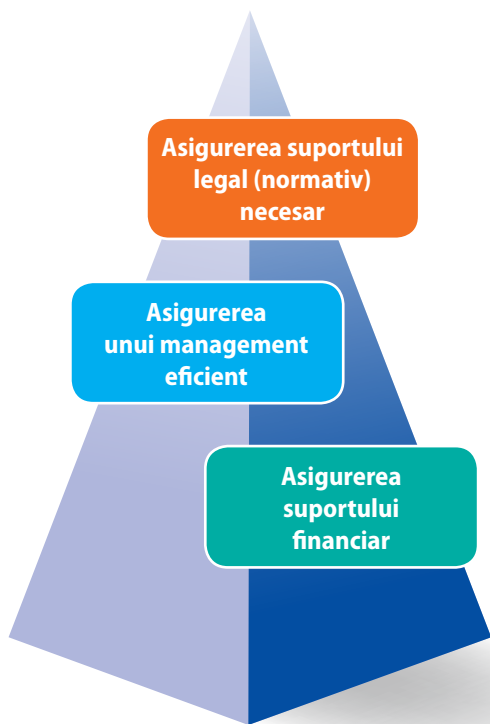 Asigurerea suportului
legal (normativ)
necesar
Asigurerea
unui management
eficient
Asigurerea
suportului
financiar